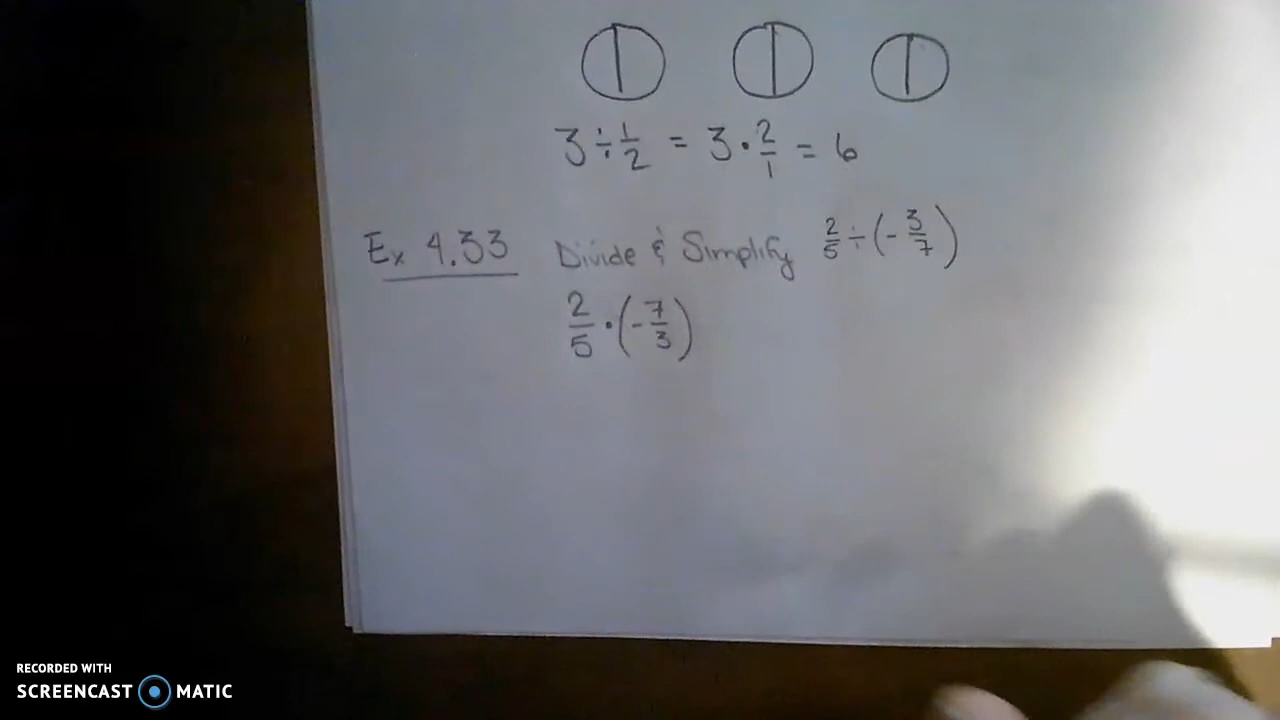 3 ÷ 1/2 = 3 · 2/1 = 6
Ex 4.33 Divide & Simplify 2/5 ÷ (- 3/7)
2/5 · (- 7/3)
RECORDED WITH
SCREENCAST MATIC